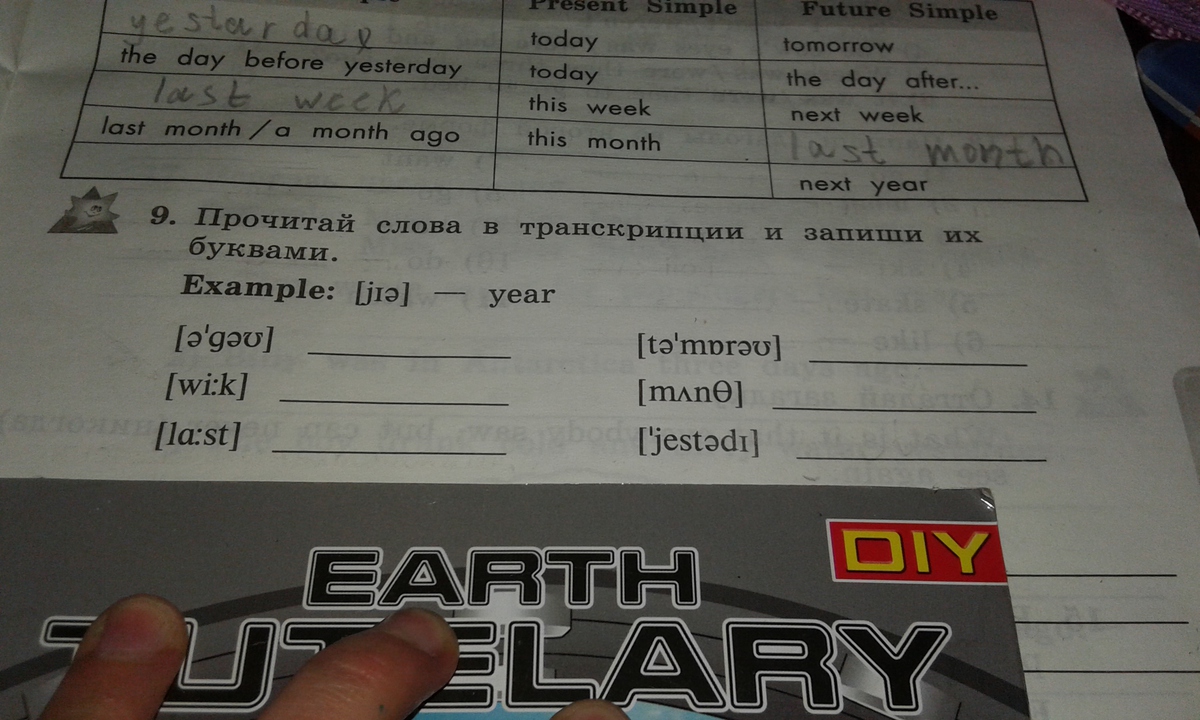 Present Simple Future Simple
yesterday today tomorrow
the day before yesterday today the day after...
last week this week next week
last month / a month ago this month last month
next year
9. Прочитай слова в транскрипции и запиши их
буквами.
Example: [jɪə] — year
[ə'gəʊ] [tə'mɒrəʊ]
[wi:k] [mʌnθ]
[lɑ:st] ['jestədɪ]
DIY
EARTH
TUTELARY